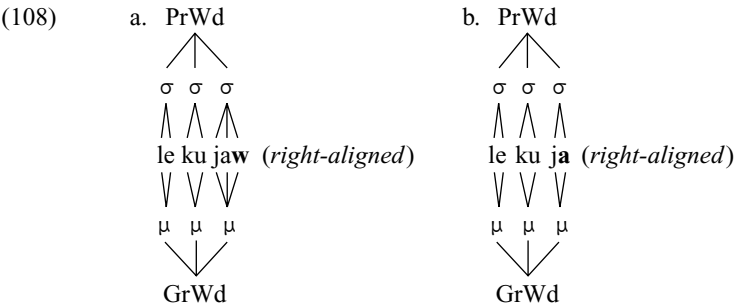 (108) a. PrWd b. PrWd
σ σ σ σ σ σ
le ku jaw (right-aligned) le ku ja (right-aligned)
μ μ μ μ μ μ
GrWd GrWd